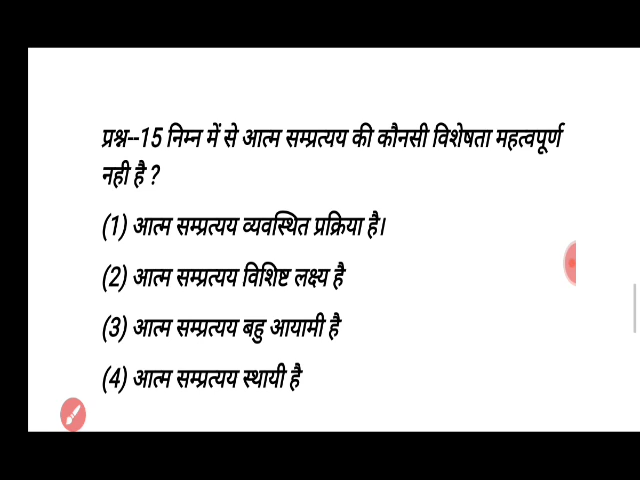 प्रश्न--15 निम्न में से आत्म सम्प्रत्यय की कौनसी विशेषता महत्वपूर्ण
नही है ?
(1) आत्म सम्प्रत्यय व्यवस्थित प्रक्रिया है।
(2) आत्म सम्प्रत्यय विशिष्ट लक्ष्य है
(3) आत्म सम्प्रत्यय बहु आयामी है
(4) आत्म सम्प्रत्यय स्थायी है